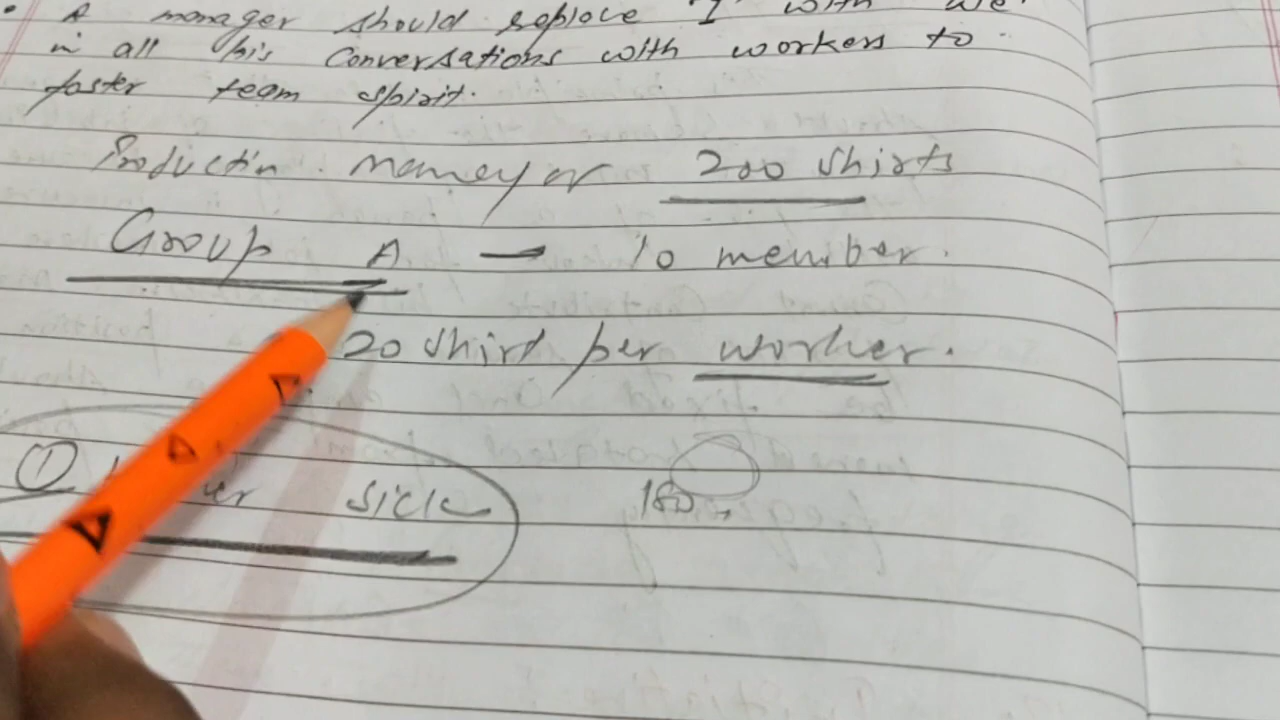 • A manager should replace 'I' with 'We'
in all his Conversations with workers to
foster team spirit.
Productin manager 200 shirts
Group A — 10 member.
20 shirt per worker.
① sick
180